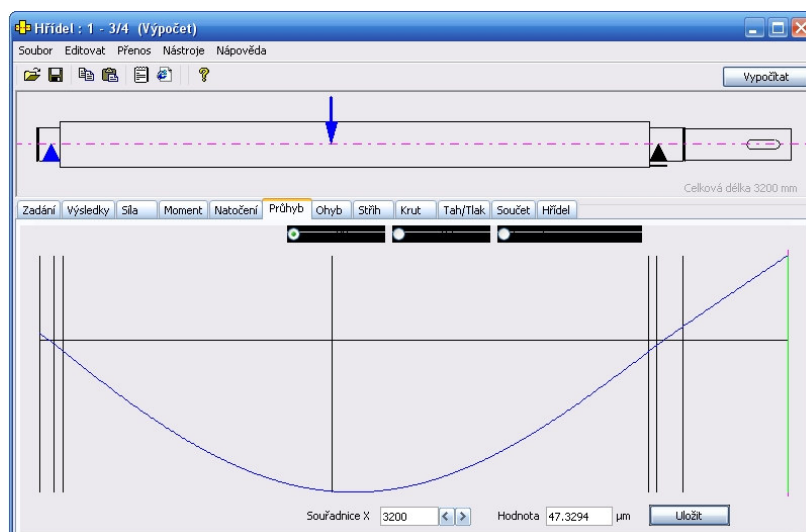 Hřídel : 1 - 3/4 (Výpočet)
Soubor Editovat Přenos Nástroje Nápověda
Vypočítat
Celková délka 3200 mm
Zadání Výsledky Síla Moment Natočení Průhyb Ohyb Střih Krut Tah/Tlak Součet Hřídel
Souřadnice X 3200 Hodnota 47.3294 µm Uložit